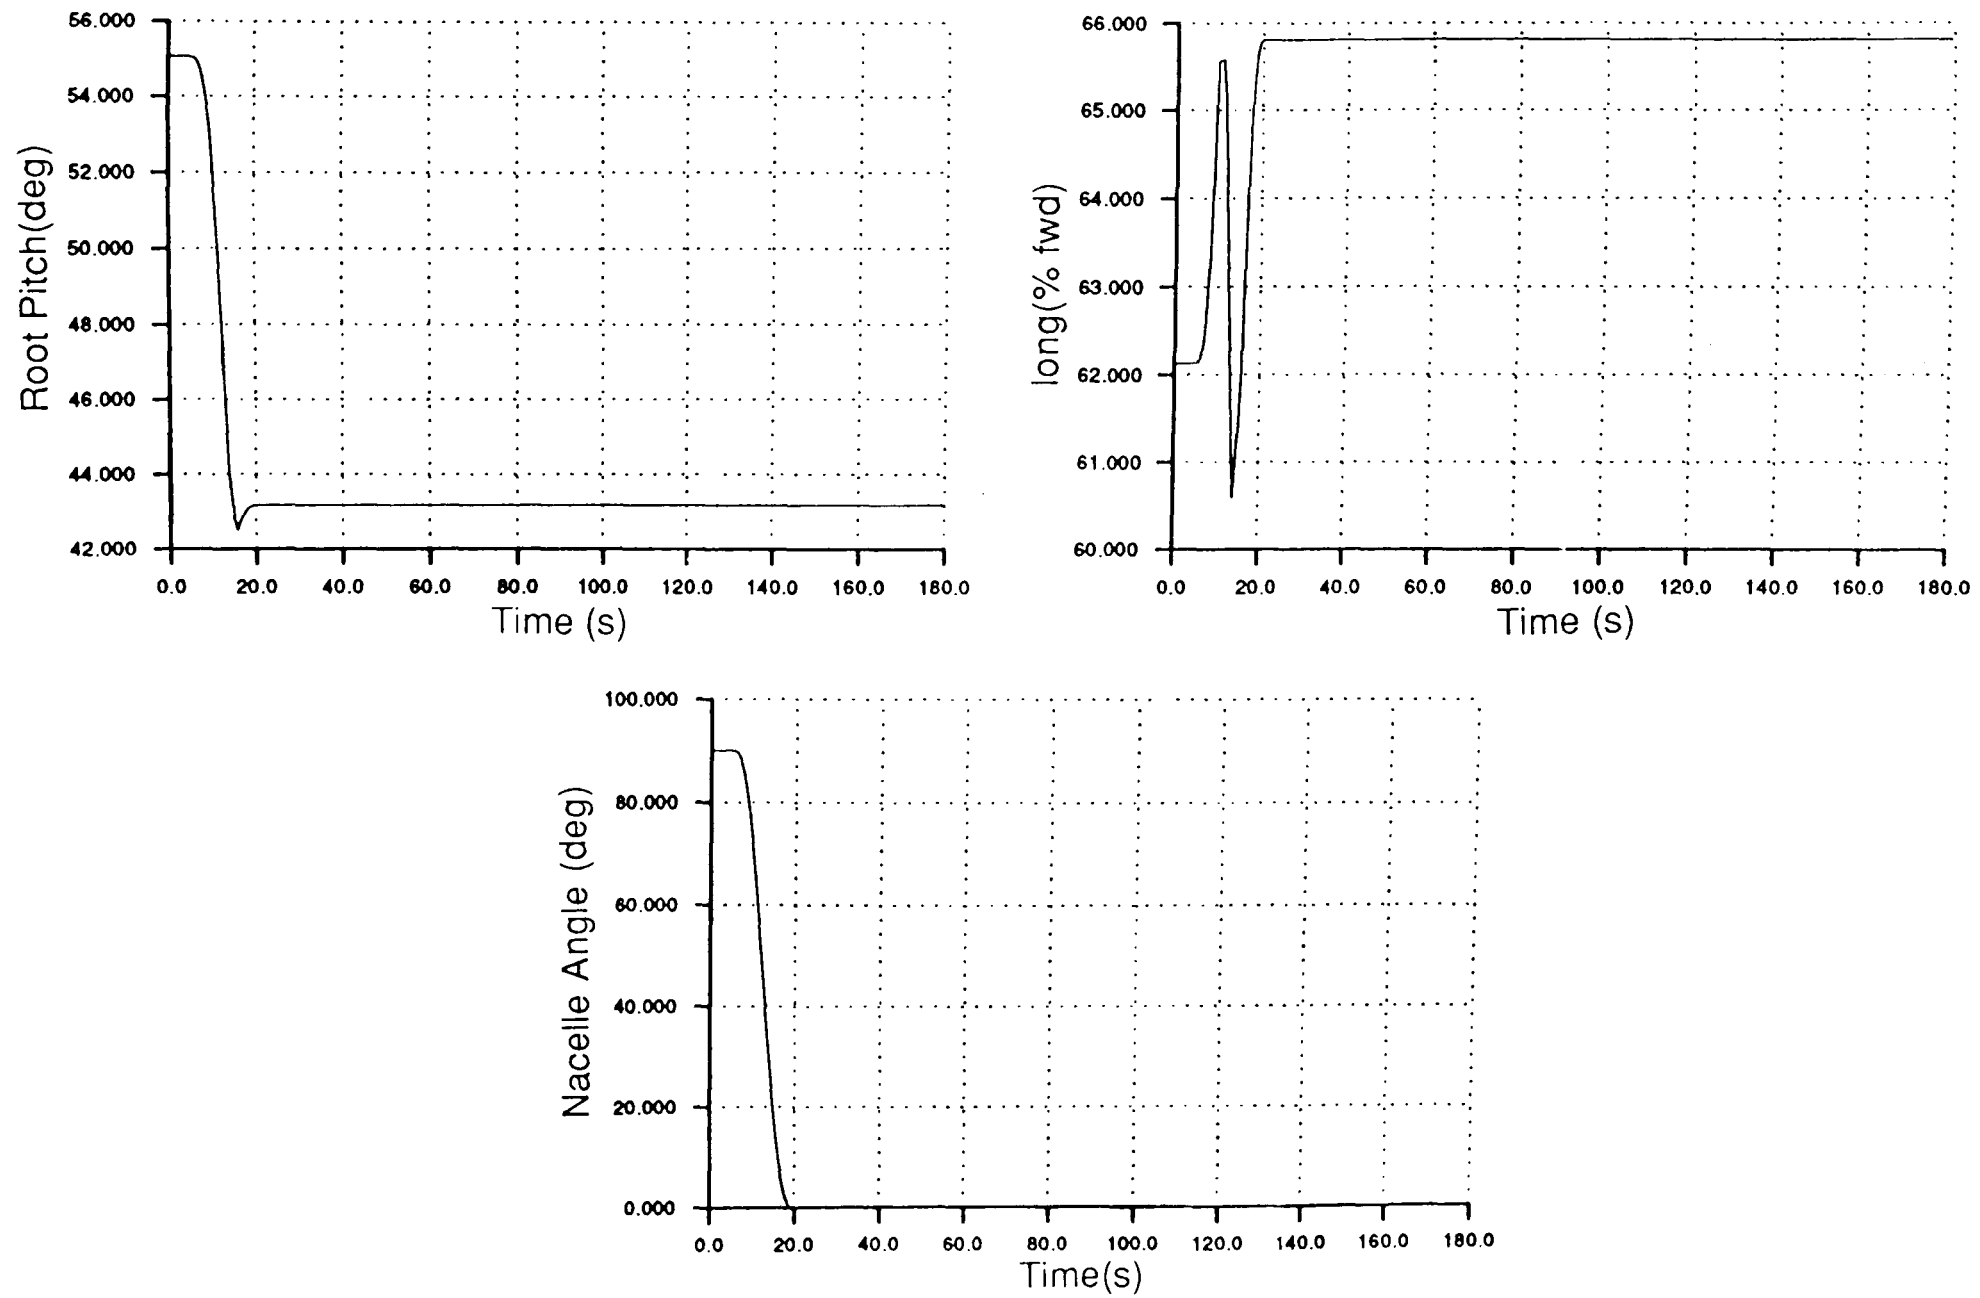 56.000
54.000
52.000
50.000
48.000
46.000
44.000
42.000
Root Pitch(deg)
0.0 20.0 40.0 60.0 80.0 100.0 120.0 140.0 160.0 180.0
Time (s)
66.000
65.000
64.000
63.000
62.000
61.000
60.000
long(% fwd)
0.0 20.0 40.0 60.0 80.0 100.0 120.0 140.0 160.0 180.0
Time (s)
100.000
80.000
60.000
40.000
20.000
0.000
Nacelle Angle (deg)
0.0 20.0 40.0 60.0 80.0 100.0 120.0 140.0 160.0 180.0
Time(s)